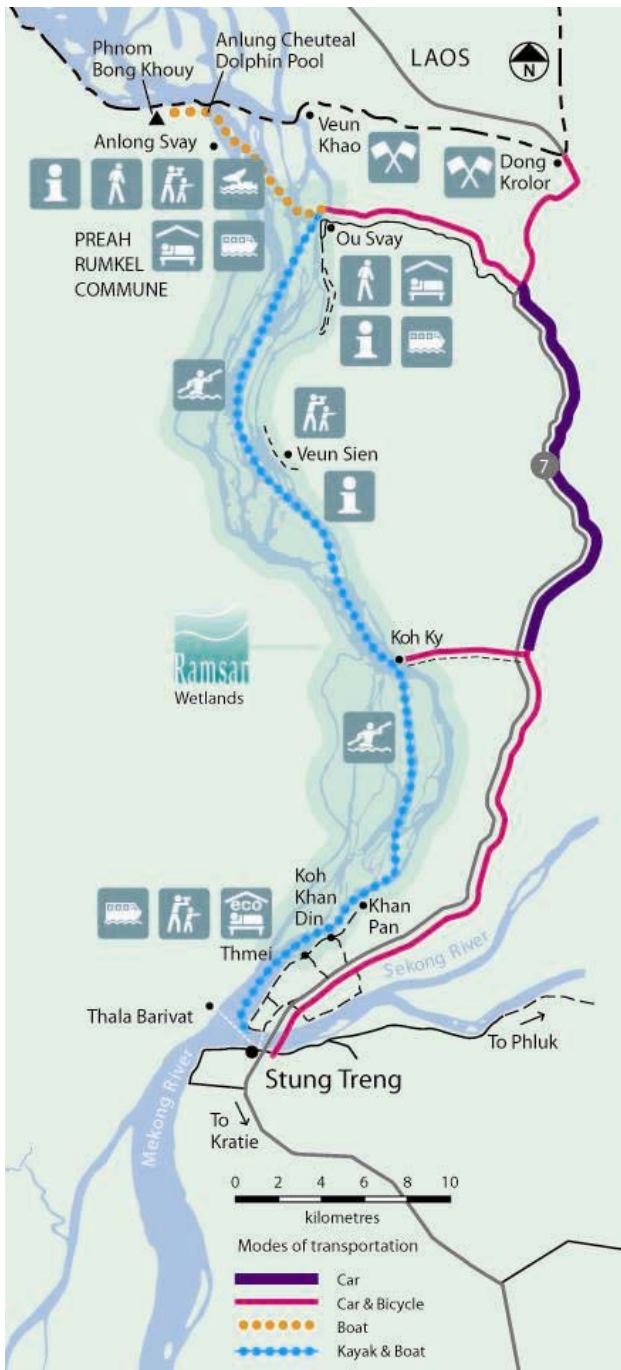 Phnom
Bong Khouy
Anlung Cheuteal
Dolphin Pool
LAOS
N
Veun
Khao
Anlong Svay
Dong
Krolor
i
PREAH
RUMKEL
COMMUNE
Ou Svay
i
Veun Sien
7
i
Koh Ky
Ramsar
Wetlands
Koh
Khan
Din
eco
Khan
Pan
Thmei
Sekong River
Thala Barivat
To Phluk
Stung Treng
Mekong River
To
Kratie
0 2 4 6 8 10
kilometres
Modes of transportation
Car
Car & Bicycle
Boat
Kayak & Boat